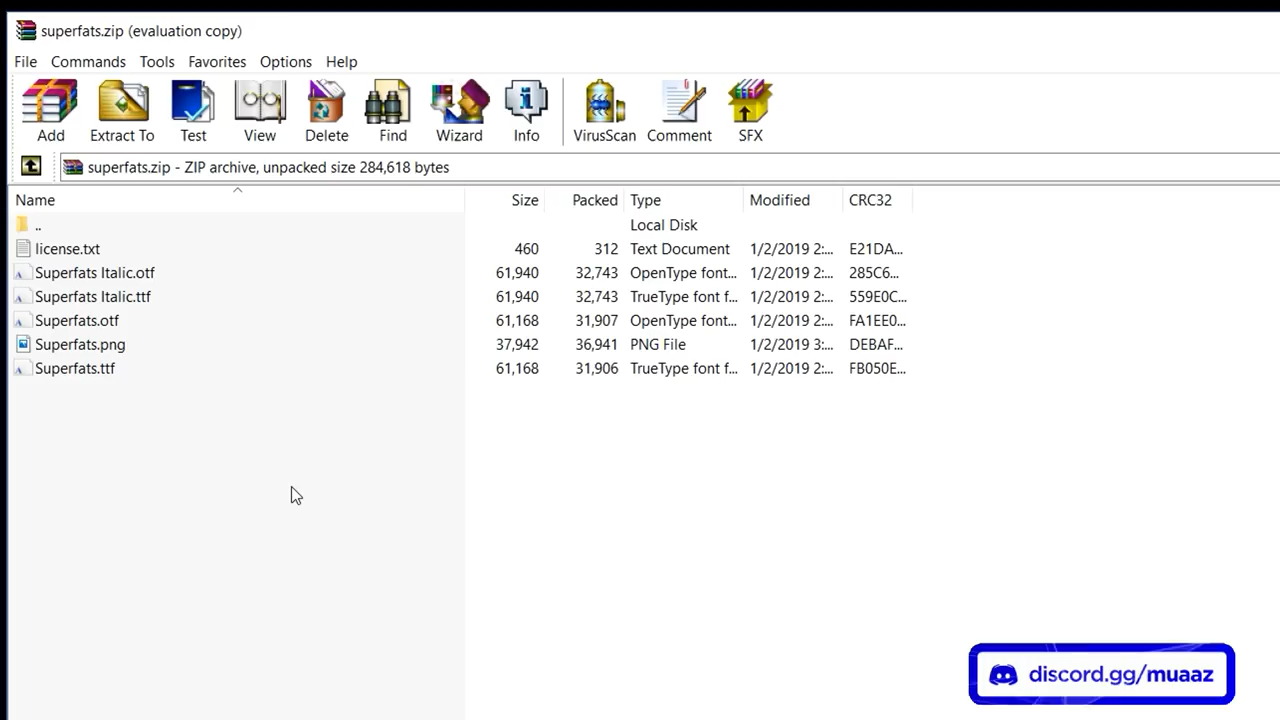 superfats.zip (evaluation copy)
File Commands Tools Favorites Options Help
Add Extract To Test View Delete Find Wizard Info VirusScan Comment SFX
superfats.zip - ZIP archive, unpacked size 284,618 bytes
Name Size Packed Type Modified CRC32
.. Local Disk
license.txt 460 312 Text Document 1/2/2019 2:... E21DA...
Superfats Italic.otf 61,940 32,743 OpenType font... 1/2/2019 2:... 285C6...
Superfats Italic.ttf 61,940 32,743 TrueType font f... 1/2/2019 2:... 559E0C...
Superfats.otf 61,168 31,907 OpenType font... 1/2/2019 2:... FA1EE0...
Superfats.png 37,942 36,941 PNG File 1/2/2019 3:... DEBAF...
Superfats.ttf 61,168 31,906 TrueType font f... 1/2/2019 2:... FB050E...
discord.gg/muaaz